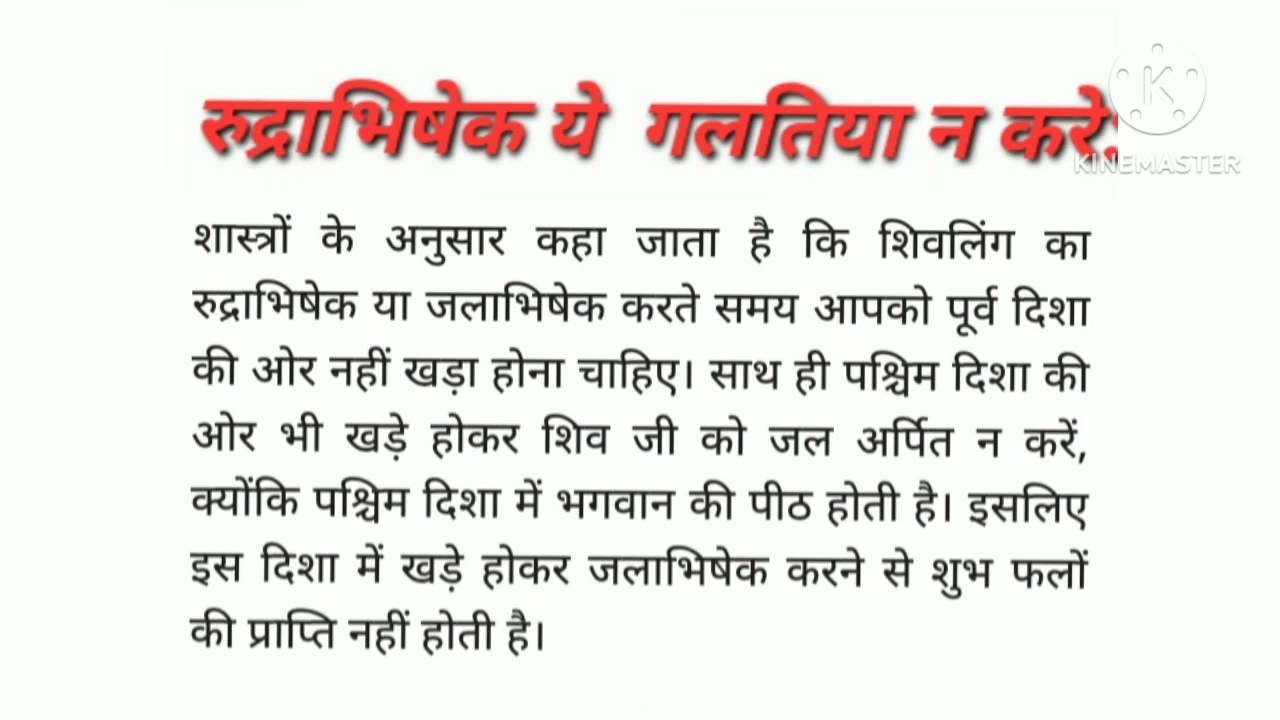 रुद्राभिषेक ये गलतिया न करे:
K
KINEMASTER
शास्त्रों के अनुसार कहा जाता है कि शिवलिंग का
रुद्राभिषेक या जलाभिषेक करते समय आपको पूर्व दिशा
की ओर नहीं खड़ा होना चाहिए। साथ ही पश्चिम दिशा की
ओर भी खड़े होकर शिव जी को जल अर्पित न करें,
क्योंकि पश्चिम दिशा में भगवान की पीठ होती है। इसलिए
इस दिशा में खड़े होकर जलाभिषेक करने से शुभ फलों
की प्राप्ति नहीं होती है।